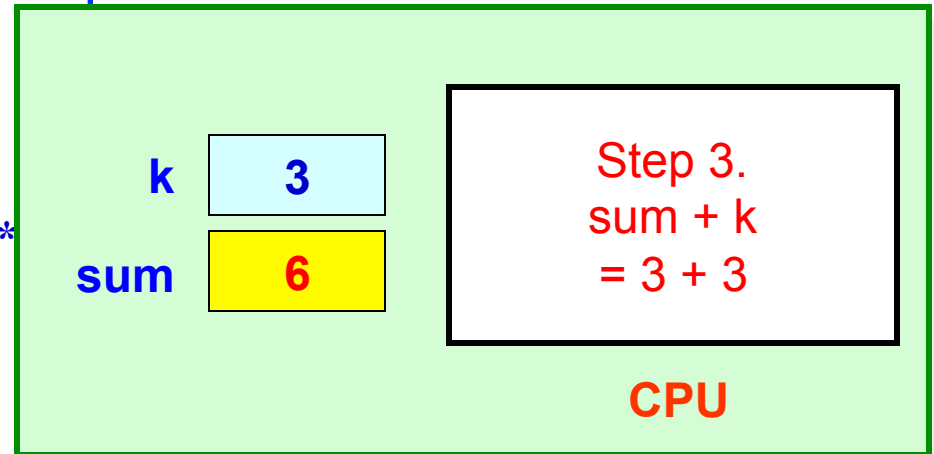 k 3
sum 6
Step 3.
sum + k
= 3 + 3
CPU
*